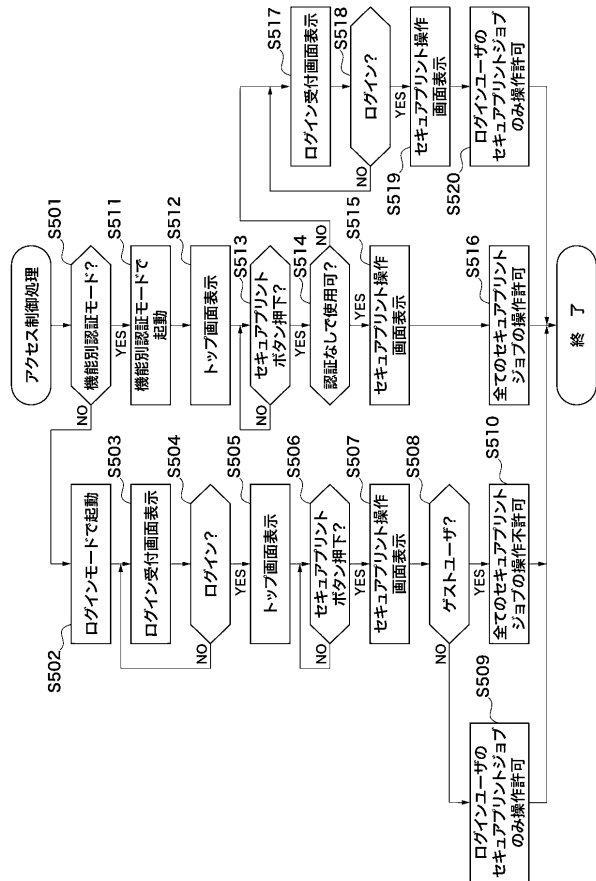 アクセス制御処理
S501
機能別認証モード?
NO
YES
S502
ログインモードで起動
S503
ログイン受付画面表示
S504
ログイン?
NO
YES
S505
トップ画面表示
S506
セキュアプリント
ボタン押下?
NO
YES
S507
セキュアプリント操作
画面表示
S508
ゲストユーザ?
NO
YES
S509
ログインユーザの
セキュアプリントジョブ
のみ操作許可
S510
全てのセキュアプリント
ジョブの操作不許可
S511
機能別認証モードで
起動
S512
トップ画面表示
S513
セキュアプリント
ボタン押下?
NO
YES
S514
認証なしで使用可?
NO
YES
S515
セキュアプリント操作
画面表示
S516
全てのセキュアプリント
ジョブの操作許可
S517
ログイン受付画面表示
S518
ログイン?
NO
YES
S519
セキュアプリント操作
画面表示
S520
ログインユーザの
セキュアプリントジョブ
のみ操作許可
終 了